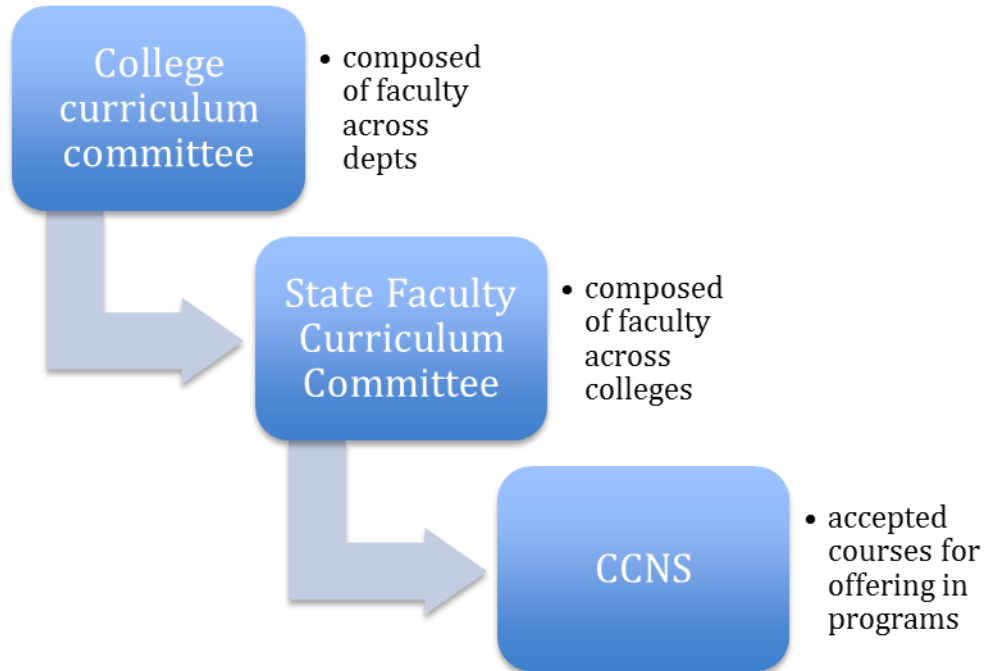 College
curriculum
committee
• composed
of faculty
across
depts
State Faculty
Curriculum
Committee
• composed
of faculty
across
colleges
CCNS
• accepted
courses for
offering in
programs